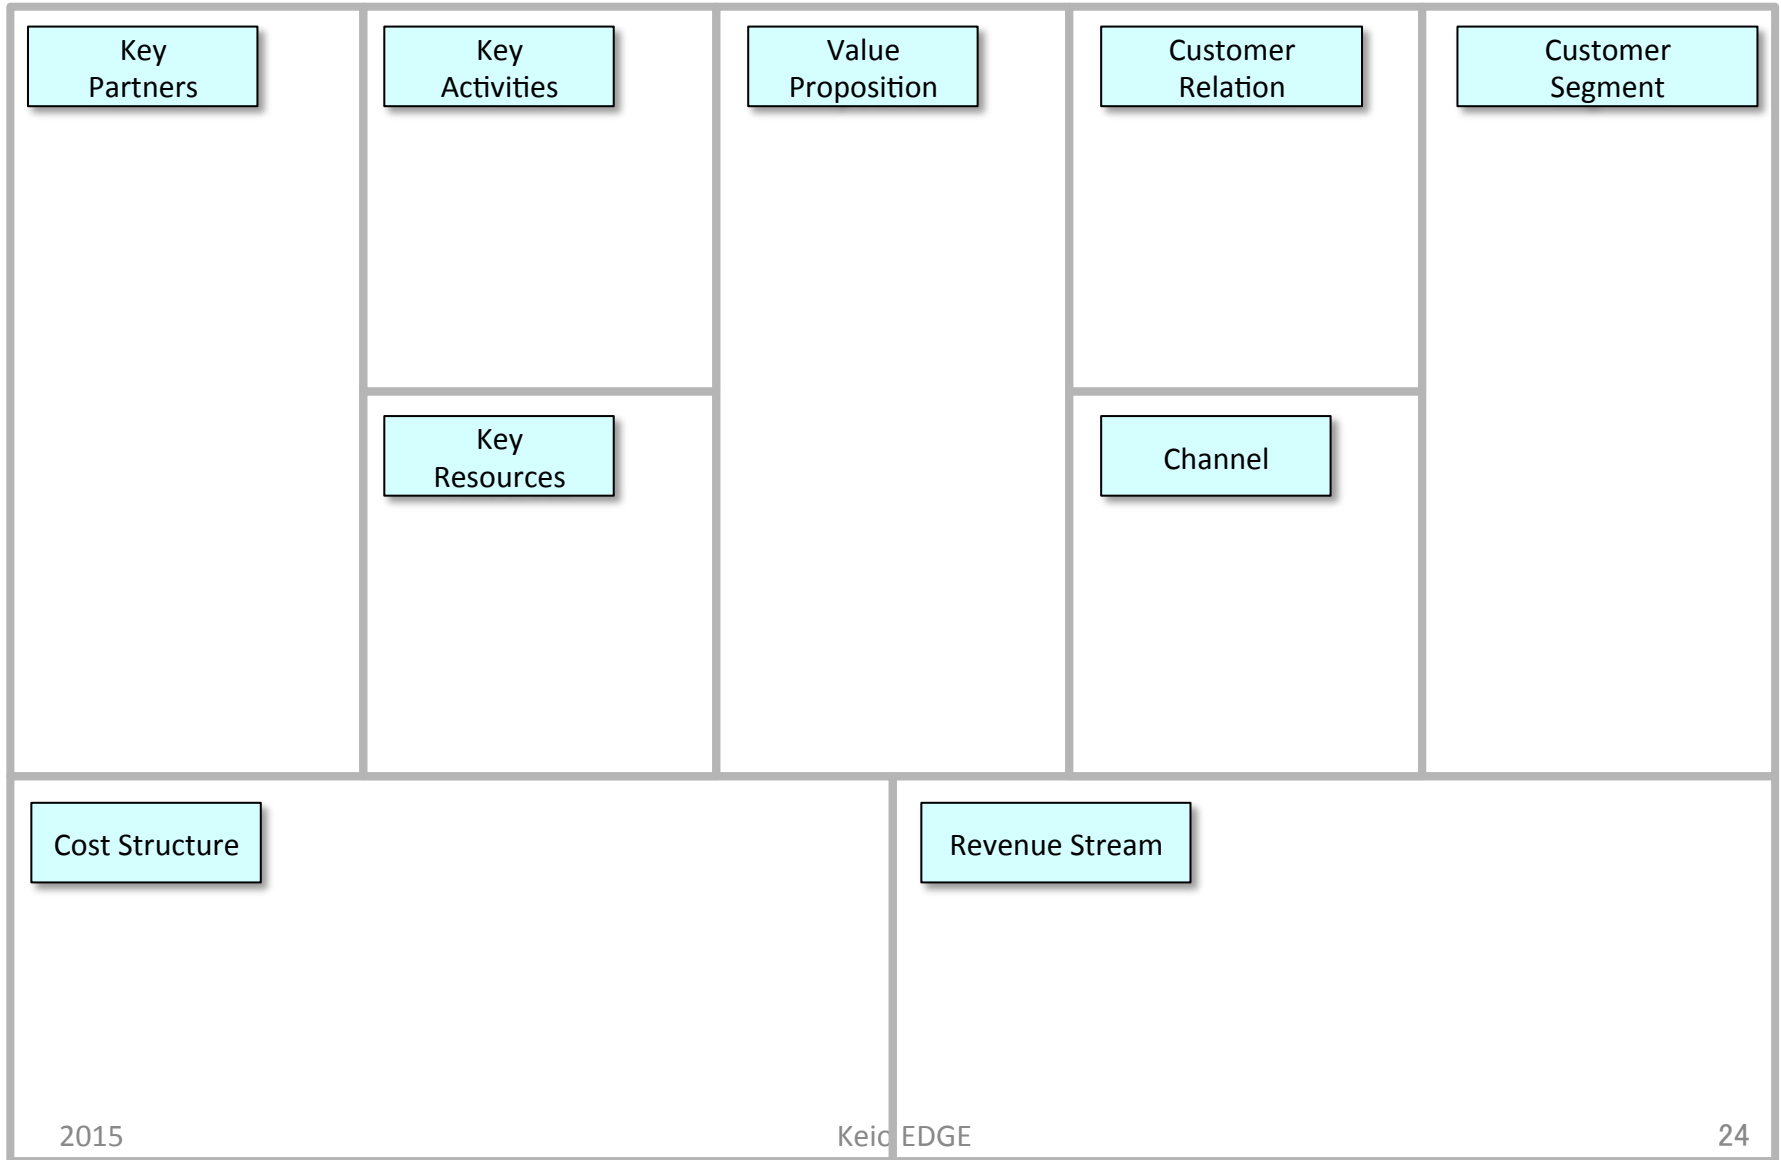 Key
Partners
Key
Activities
Value
Proposition
Customer
Relation
Customer
Segment
Key
Resources
Channel
Cost Structure
Revenue Stream
2015
Keio EDGE
24